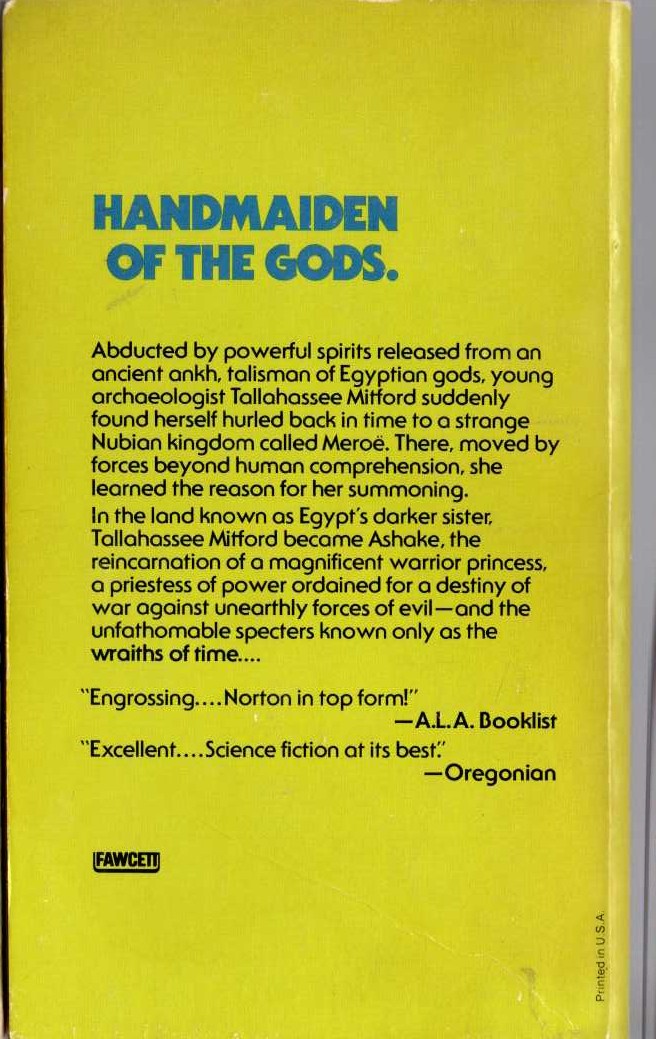 HANDMAIDEN
OF THE GODS.
Abducted by powerful spirits released from an
ancient ankh, talisman of Egyptian gods, young
archaeologist Tallahassee Mitford suddenly
found herself hurled back in time to a strange
Nubian kingdom called Meroë. There, moved by
forces beyond human comprehension, she
learned the reason for her summoning.
In the land known as Egypt's darker sister,
Tallahassee Mitford became Ashake, the
reincarnation of a magnificent warrior princess,
a priestess of power ordained for a destiny of
war against unearthly forces of evil—and the
unfathomable specters known only as the
wraiths of time....
"Engrossing....Norton in top form!"
—A.L.A. Booklist
"Excellent....Science fiction at its best."
—Oregonian
FAWCETT
Printed in U.S.A.